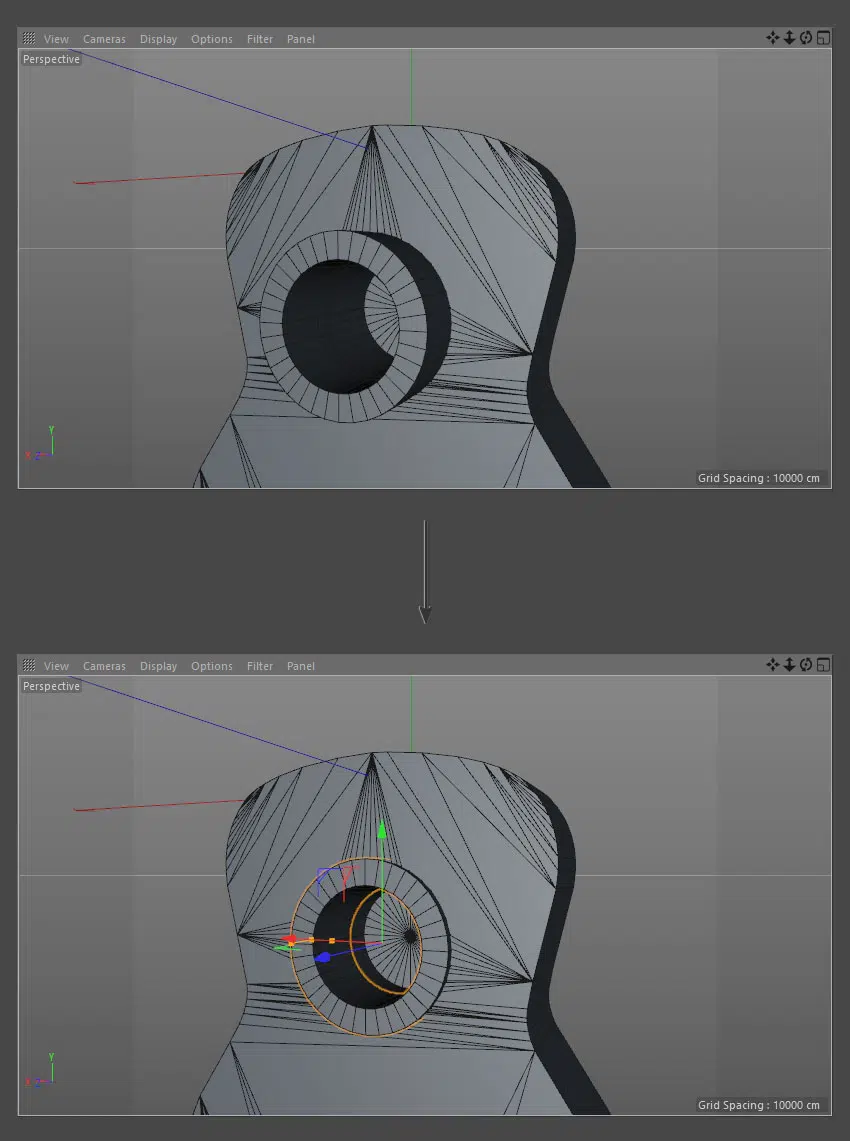 View Cameras Display Options Filter Panel
Perspective
Y
X Z
Grid Spacing : 10000 cm
View Cameras Display Options Filter Panel
Perspective
Y
X Z
Grid Spacing : 10000 cm